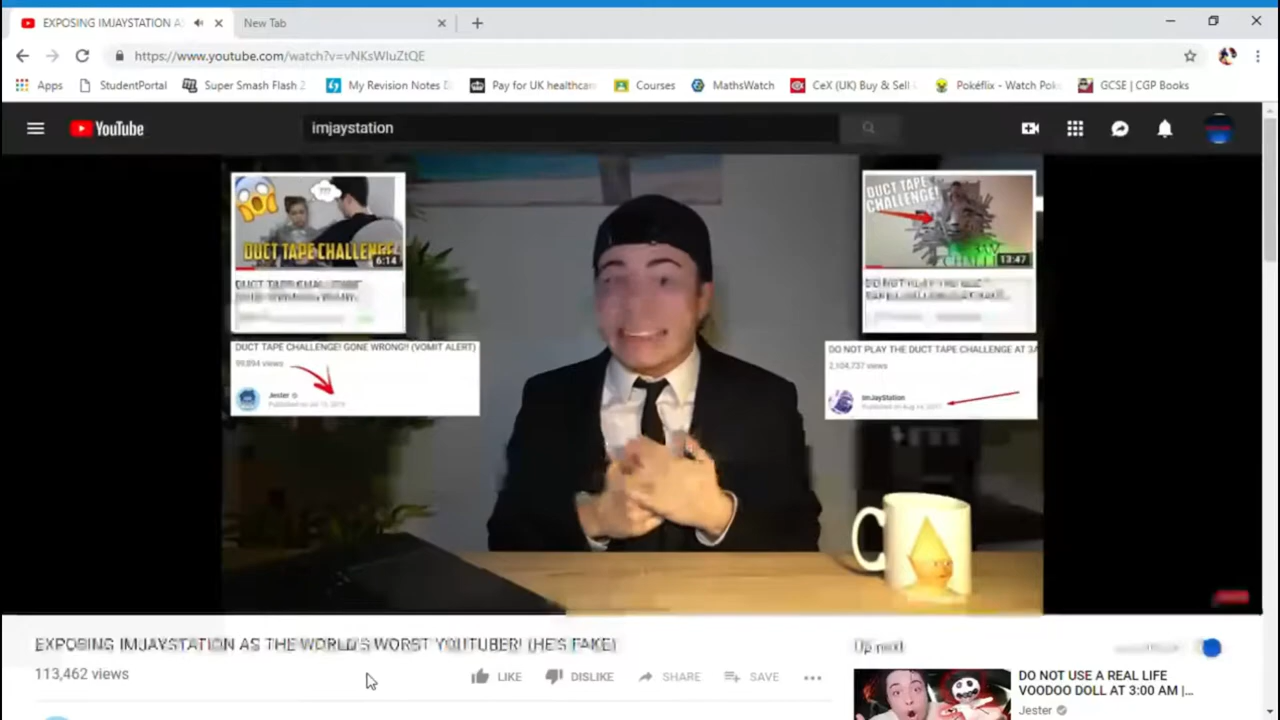 EXPOSING IMJAYSTATION AS
New Tab
https://www.youtube.com/watch?v=vNKsWIuZtQE
Apps StudentPortal Super Smash Flash 2 My Revision Notes Pay for UK healthcare Courses MathsWatch CeX (UK) Buy & Sell Pokéflix - Watch Pok GCSE | CGP Books
YouTube
imjaystation
???
DUCT TAPE CHALLENGE
6:14
DUCT TAPE CHALLENGE! GONE WRONG!! (VOMIT ALERT)
99,894 views
Jester
DUCT TAPE
CHALLENGE!
13:47
DO NOT PLAY THE DUCT TAPE CHALLENGE AT 3A
2,104,737 views
ImJayStation
EXPOSING IMJAYSTATION AS THE WORLD'S WORST YOUTUBER! (HE'S FAKE)
113,462 views
LIKE DISLIKE SHARE SAVE
Up next
DO NOT USE A REAL LIFE
VOODOO DOLL AT 3:00 AM |...
Jester